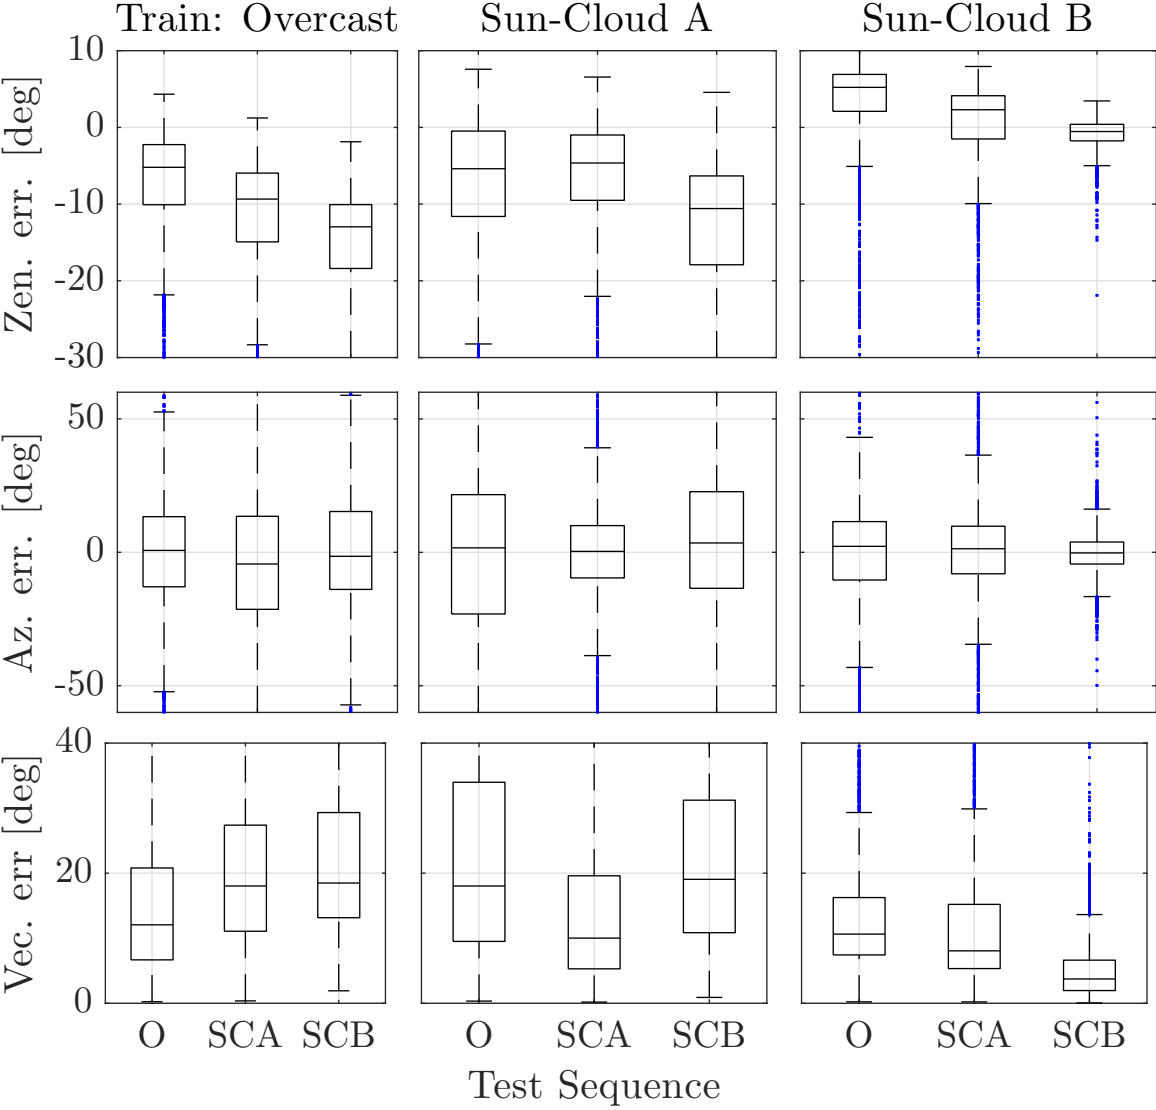 Train: Overcast
Sun-Cloud A
Sun-Cloud B
Zen. err. [deg]
10
0
-10
-20
-30
Az. err. [deg]
50
0
-50
Vec. err [deg]
40
20
0
O SCA SCB
O SCA SCB
O SCA SCB
Test Sequence